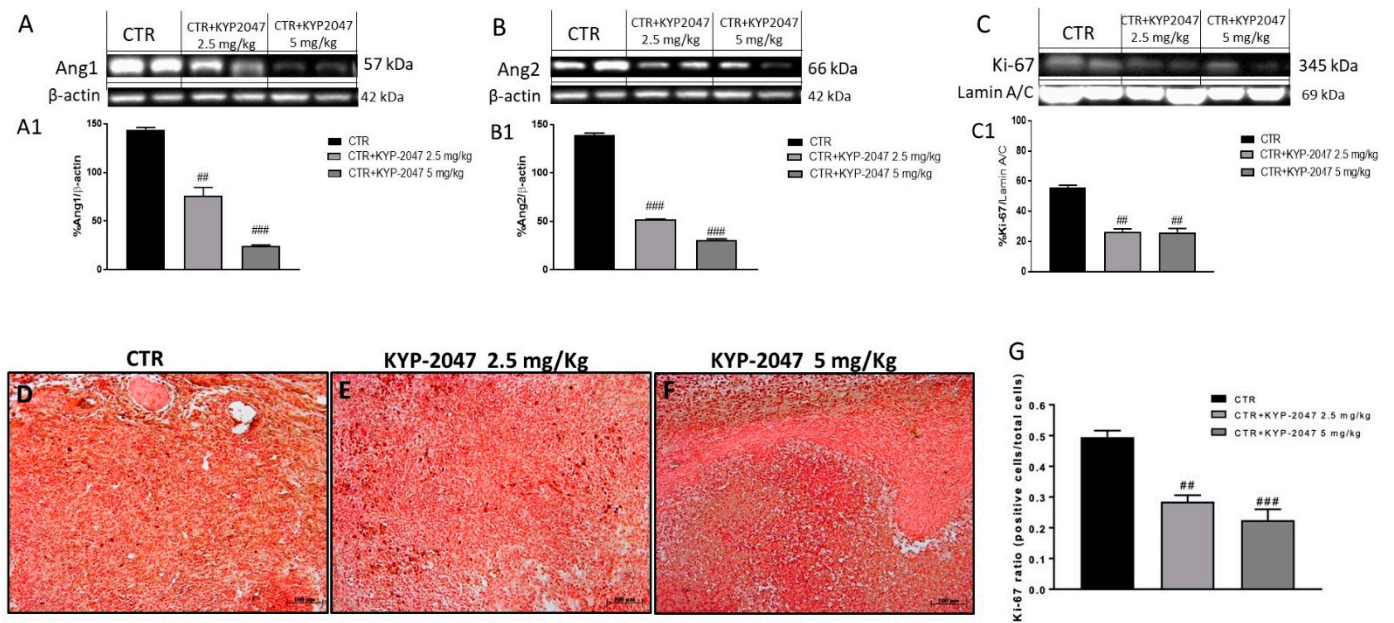 A
CTR
CTR+KYP2047
2.5 mg/kg
CTR+KYP2047
5 mg/kg
Ang1
57 kDa
β-actin
42 kDa
B
CTR
CTR+KYP2047
2.5 mg/kg
CTR+KYP2047
5 mg/kg
Ang2
66 kDa
β-actin
42 kDa
C
CTR
CTR+KYP2047
2.5 mg/kg
CTR+KYP2047
5 mg/kg
Ki-67
345 kDa
Lamin A/C
69 kDa
A1
%Ang1/β-actin
150
100
50
0
##
###
CTR
CTR+KYP-2047 2.5 mg/kg
CTR+KYP-2047 5 mg/kg
B1
%Ang2/β-actin
150
100
50
0
###
###
CTR
CTR+KYP-2047 2.5 mg/kg
CTR+KYP-2047 5 mg/kg
C1
%Ki-67/Lamin A/C
100
80
60
40
20
0
##
##
CTR
CTR+KYP-2047 2.5 mg/kg
CTR+KYP-2047 5 mg/kg
CTR
KYP-2047 2.5 mg/Kg
KYP-2047 5 mg/Kg
D
E
F
G
Ki-67 ratio (positive cells/total cells)
0.6
0.5
0.4
0.3
0.2
0.1
0.0
##
###
CTR
CTR+KYP-2047 2.5 mg/kg
CTR+KYP-2047 5 mg/kg